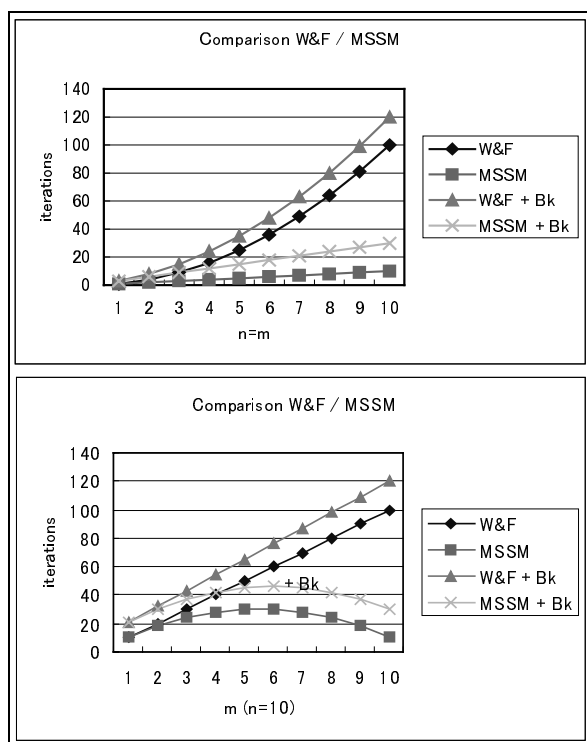 Comparison W&F / MSSM
140
120
100
80
60
40
20
0
iterations
1 2 3 4 5 6 7 8 9 10
n=m
W&F
MSSM
W&F + Bk
MSSM + Bk
Comparison W&F / MSSM
140
120
100
80
60
40
20
0
iterations
+ Bk
1 2 3 4 5 6 7 8 9 10
m (n=10)
W&F
MSSM
W&F + Bk
MSSM + Bk